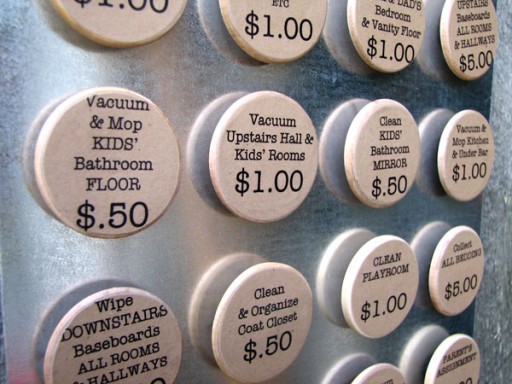 $1.00
ETC
$1.00
& DAD'S
Bedroom
& Vanity Floor
$1.00
UPSTAIRS
Baseboards
ALL ROOMS
& HALLWAYS
$5.00
Vacuum
& Mop
KIDS'
Bathroom
FLOOR
$.50
Vacuum
Upstairs Hall &
Kids' Rooms
$1.00
Clean
KIDS'
Bathroom
MIRROR
$.50
Vacuum &
Mop Kitchen
& Under Bar
$1.00
Wipe
DOWNSTAIRS
Baseboards
ALL ROOMS
& HALLWAYS
Clean
& Organize
Coat Closet
$.50
CLEAN
PLAYROOM
$1.00
Collect
ALL BEDDING
$5.00
PARENT'S
ASSIGNMENT